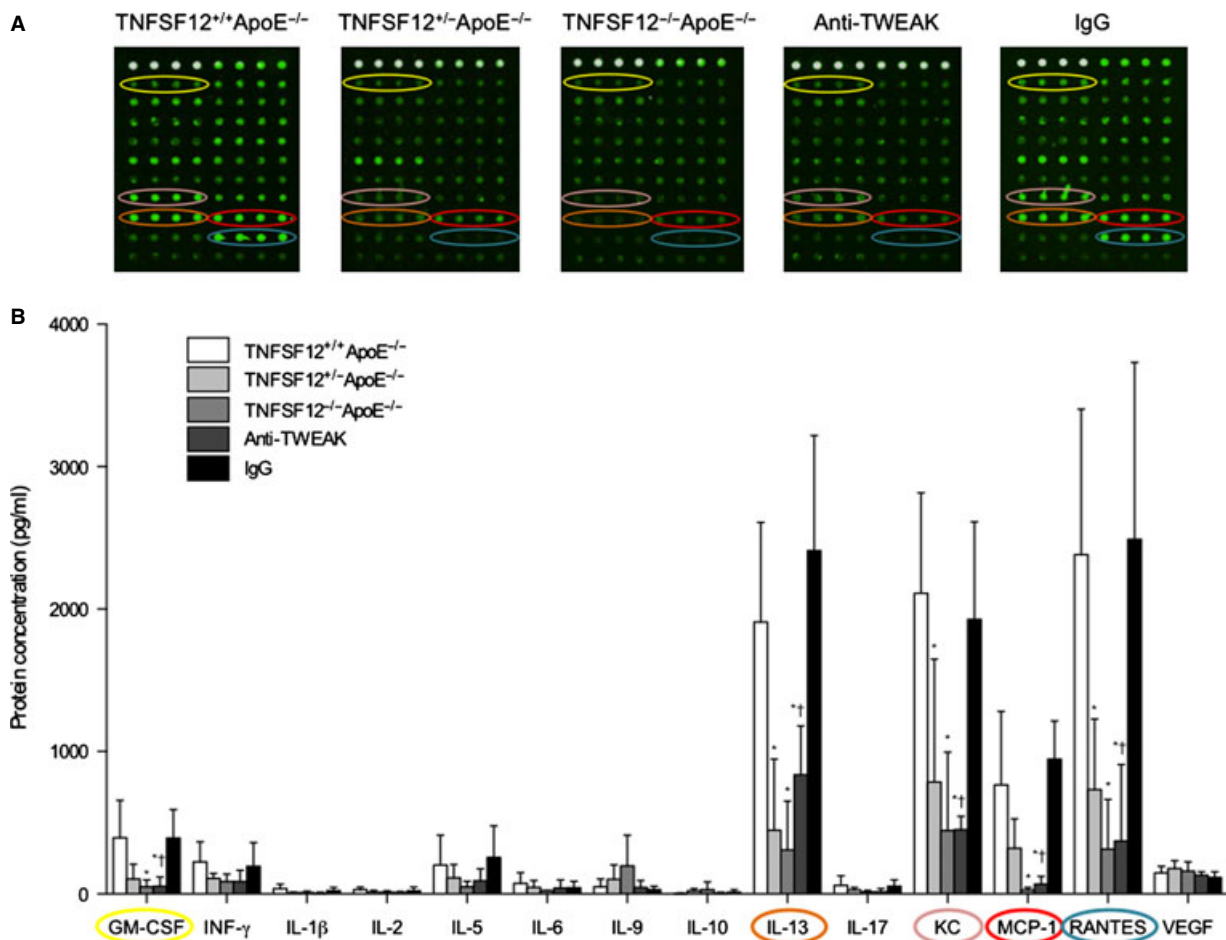 A
TNFSF12⁺/⁺ApoE⁻/⁻ TNFSF12⁺/⁻ApoE⁻/⁻ TNFSF12⁻/⁻ApoE⁻/⁻ Anti-TWEAK IgG
B
4000
3000
2000
1000
0
Protein concentration (pg/ml)
TNFSF12⁺/⁺ApoE⁻/⁻
TNFSF12⁺/⁻ApoE⁻/⁻
TNFSF12⁻/⁻ApoE⁻/⁻
Anti-TWEAK
IgG
* *† * * *† * * *† * *† * * *†
GM-CSF INF-γ IL-1β IL-2 IL-5 IL-6 IL-9 IL-10 IL-13 IL-17 KC MCP-1 RANTES VEGF